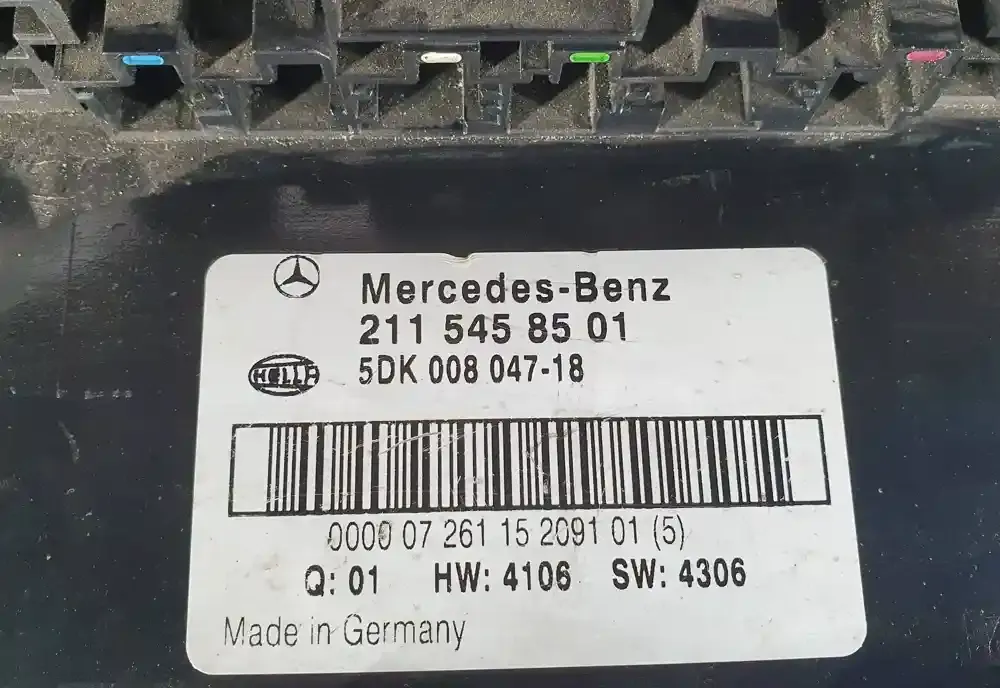 Mercedes-Benz
211 545 85 01
HELLA
5DK 008 047-18
0000 07 261 15 2091 01 (5)
Q: 01 HW: 4106 SW: 4306
Made in Germany